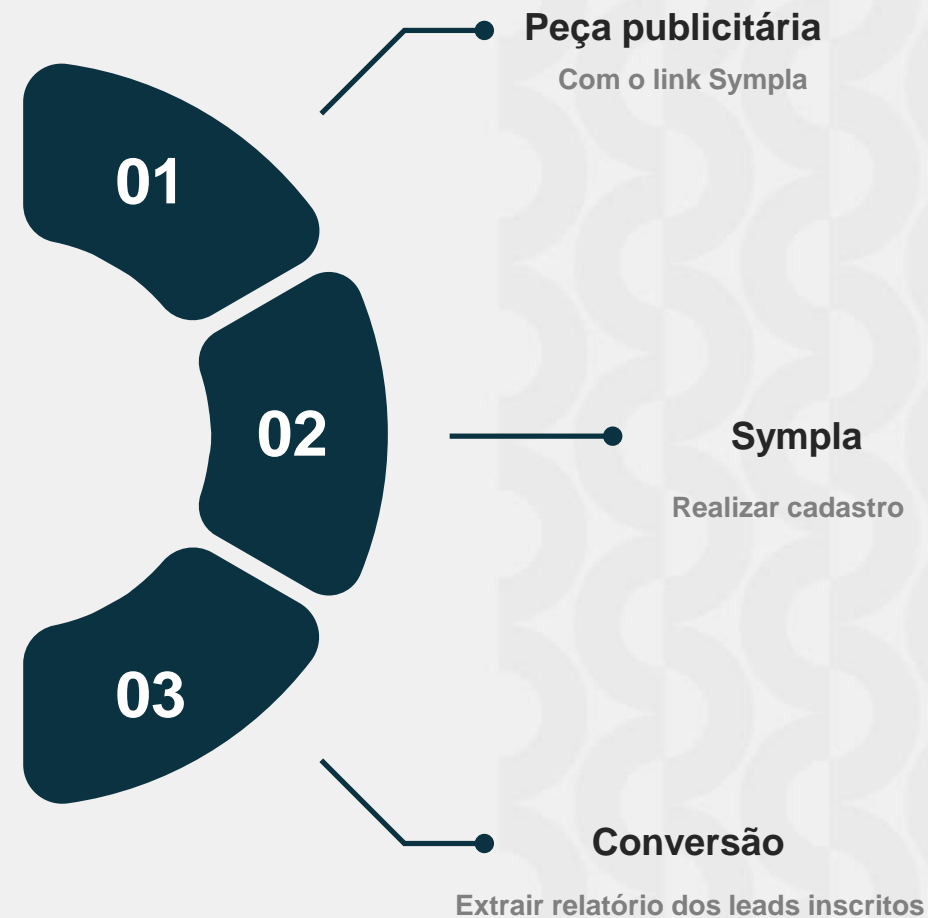 Peça publicitária
Com o link Sympla
01
02
Sympla
Realizar cadastro
03
Conversão
Extrair relatório dos leads inscritos